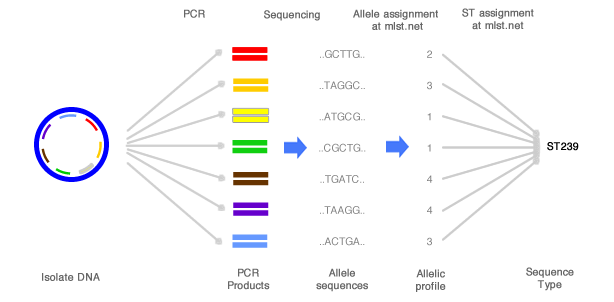 PCR
Sequencing
Allele assignment
at mlst.net
ST assignment
at mlst.net
..GCTTG.. 2
..TAGGC.. 3
..ATGCG.. 1
..CGCTG.. 1
ST239
..TGATC.. 4
..TAAGG.. 4
..ACTGA.. 3
Isolate DNA
PCR
Products
Allele
sequences
Allelic
profile
Sequence
Type